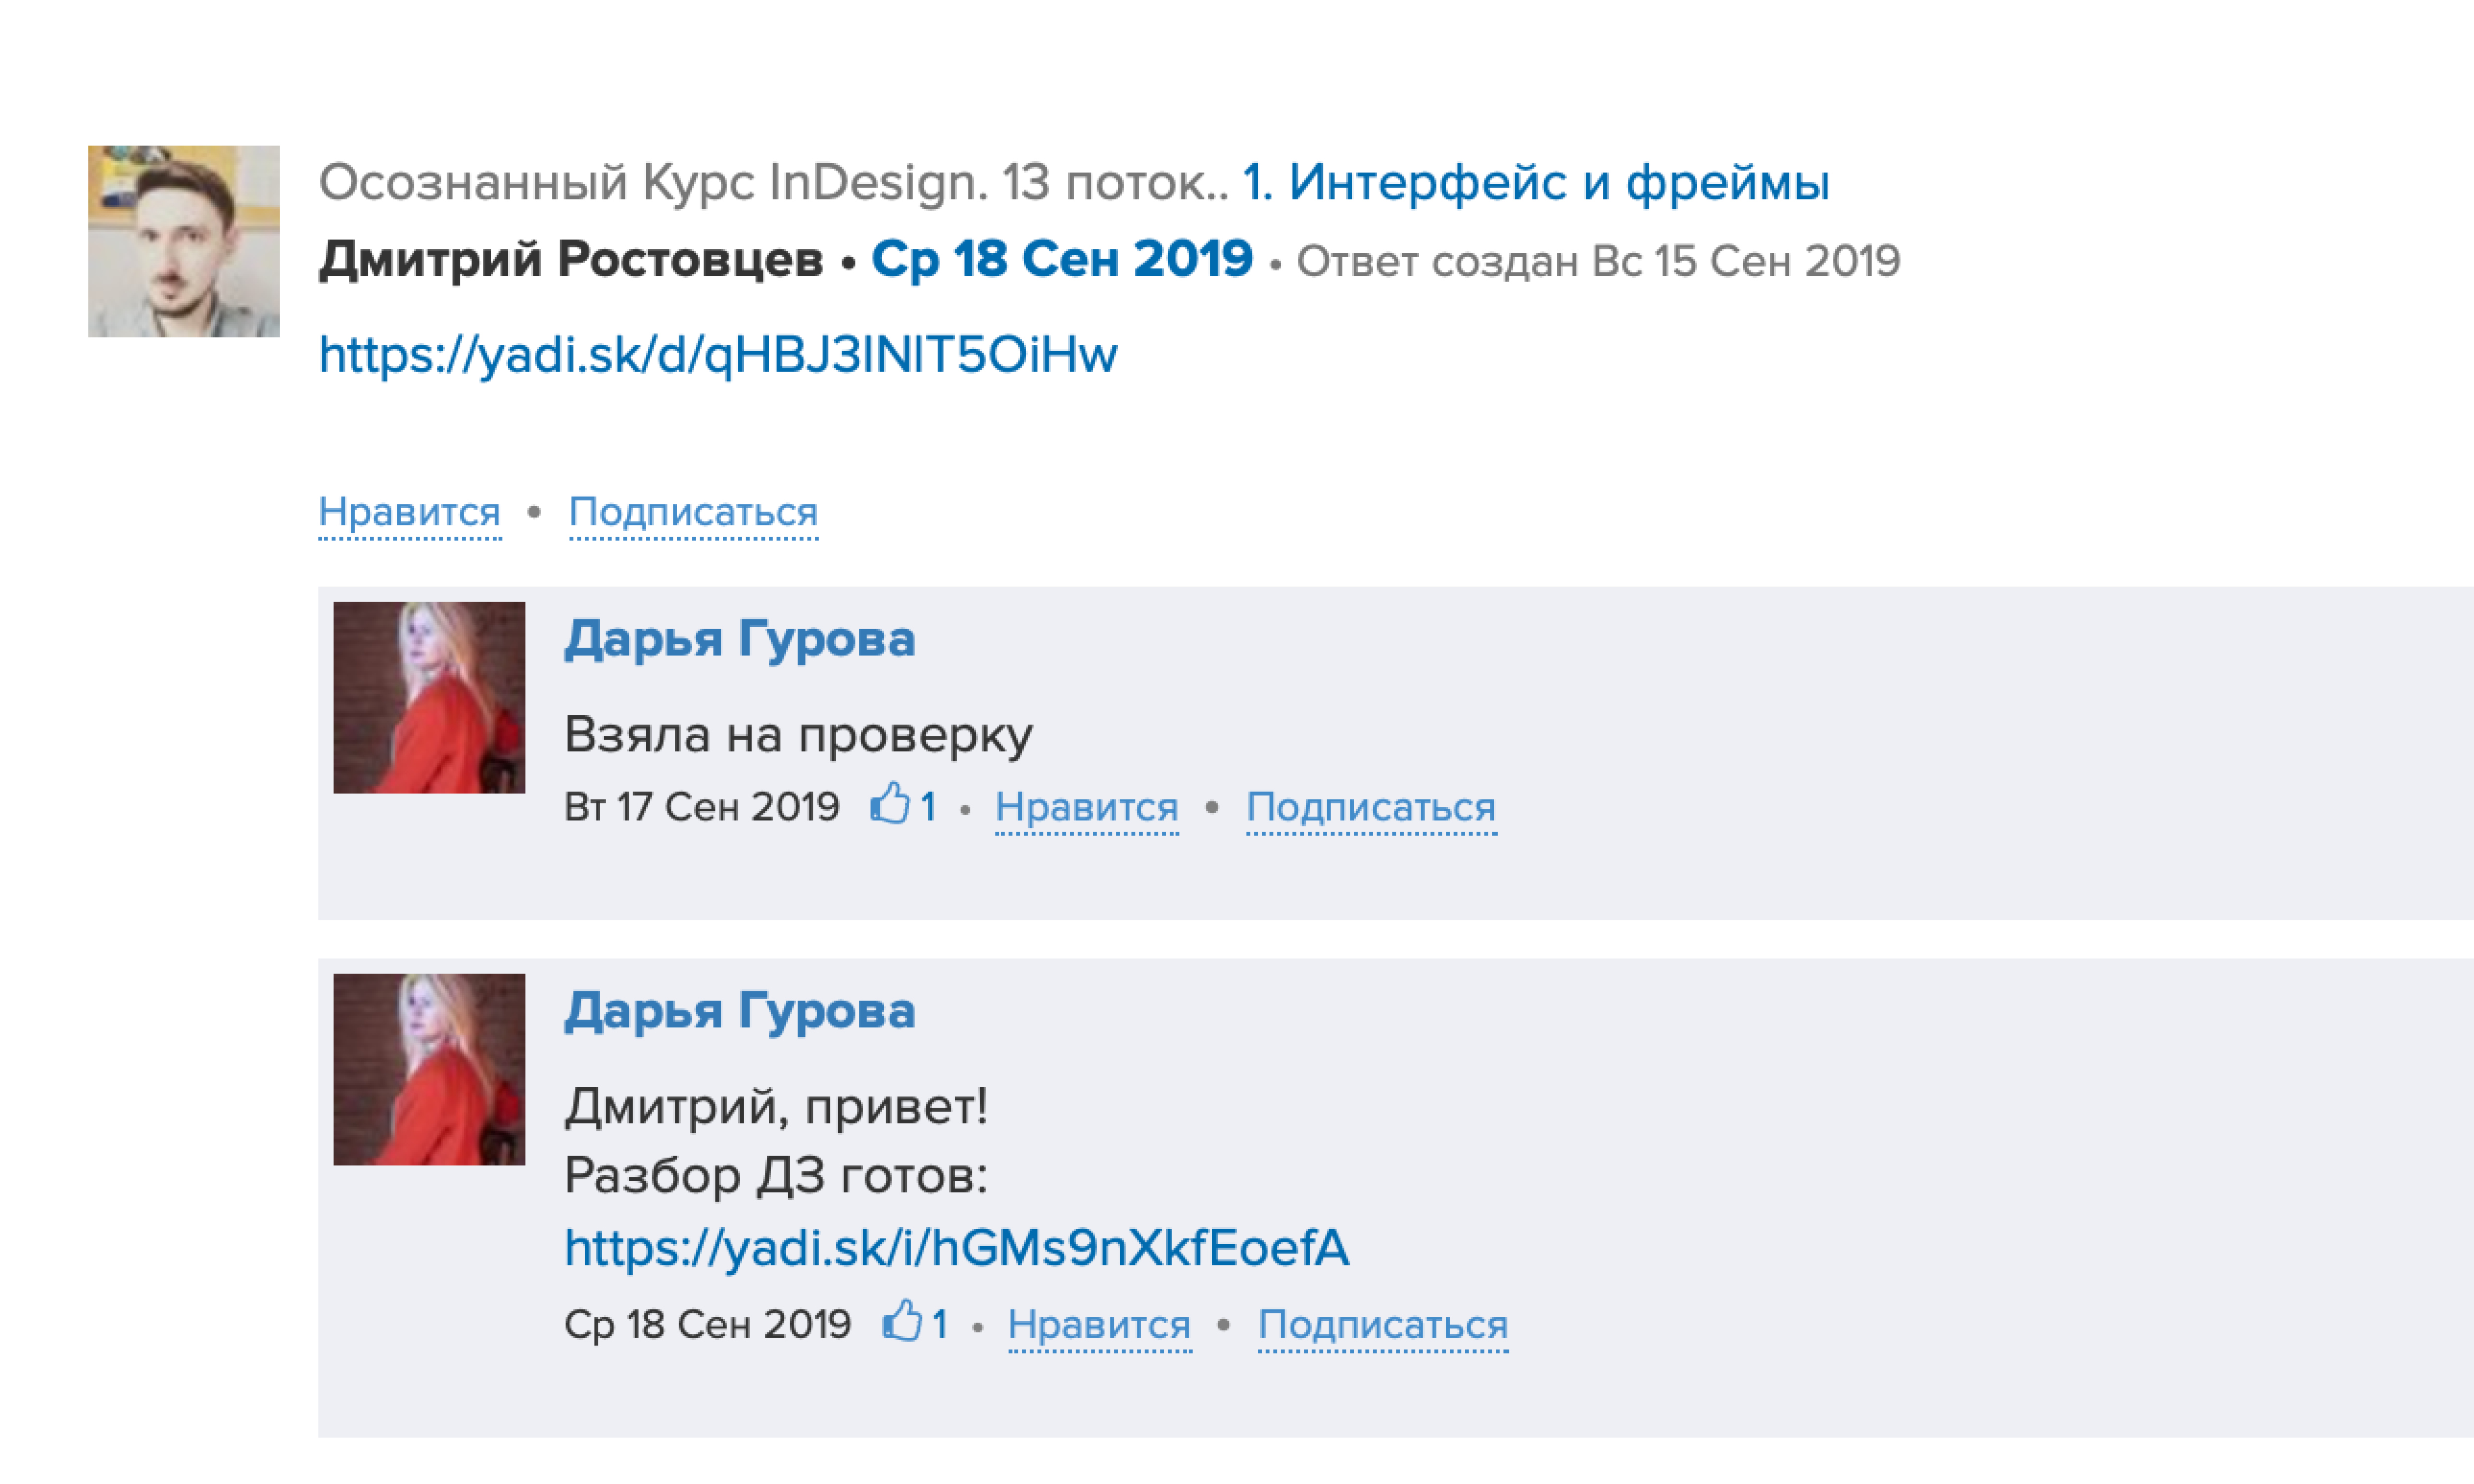 Осознанный Курс InDesign. 13 поток.. 1. Интерфейс и фреймы
Дмитрий Ростовцев • Ср 18 Сен 2019 • Ответ создан Вс 15 Сен 2019
https://yadi.sk/d/qHBJ3lNlT5OiHw
Нравится • Подписаться
Дарья Гурова
Взяла на проверку
Вт 17 Сен 2019 1 • Нравится • Подписаться
Дарья Гурова
Дмитрий, привет!
Разбор ДЗ готов:
https://yadi.sk/i/hGMs9nXkfEoefA
Ср 18 Сен 2019 1 • Нравится • Подписаться